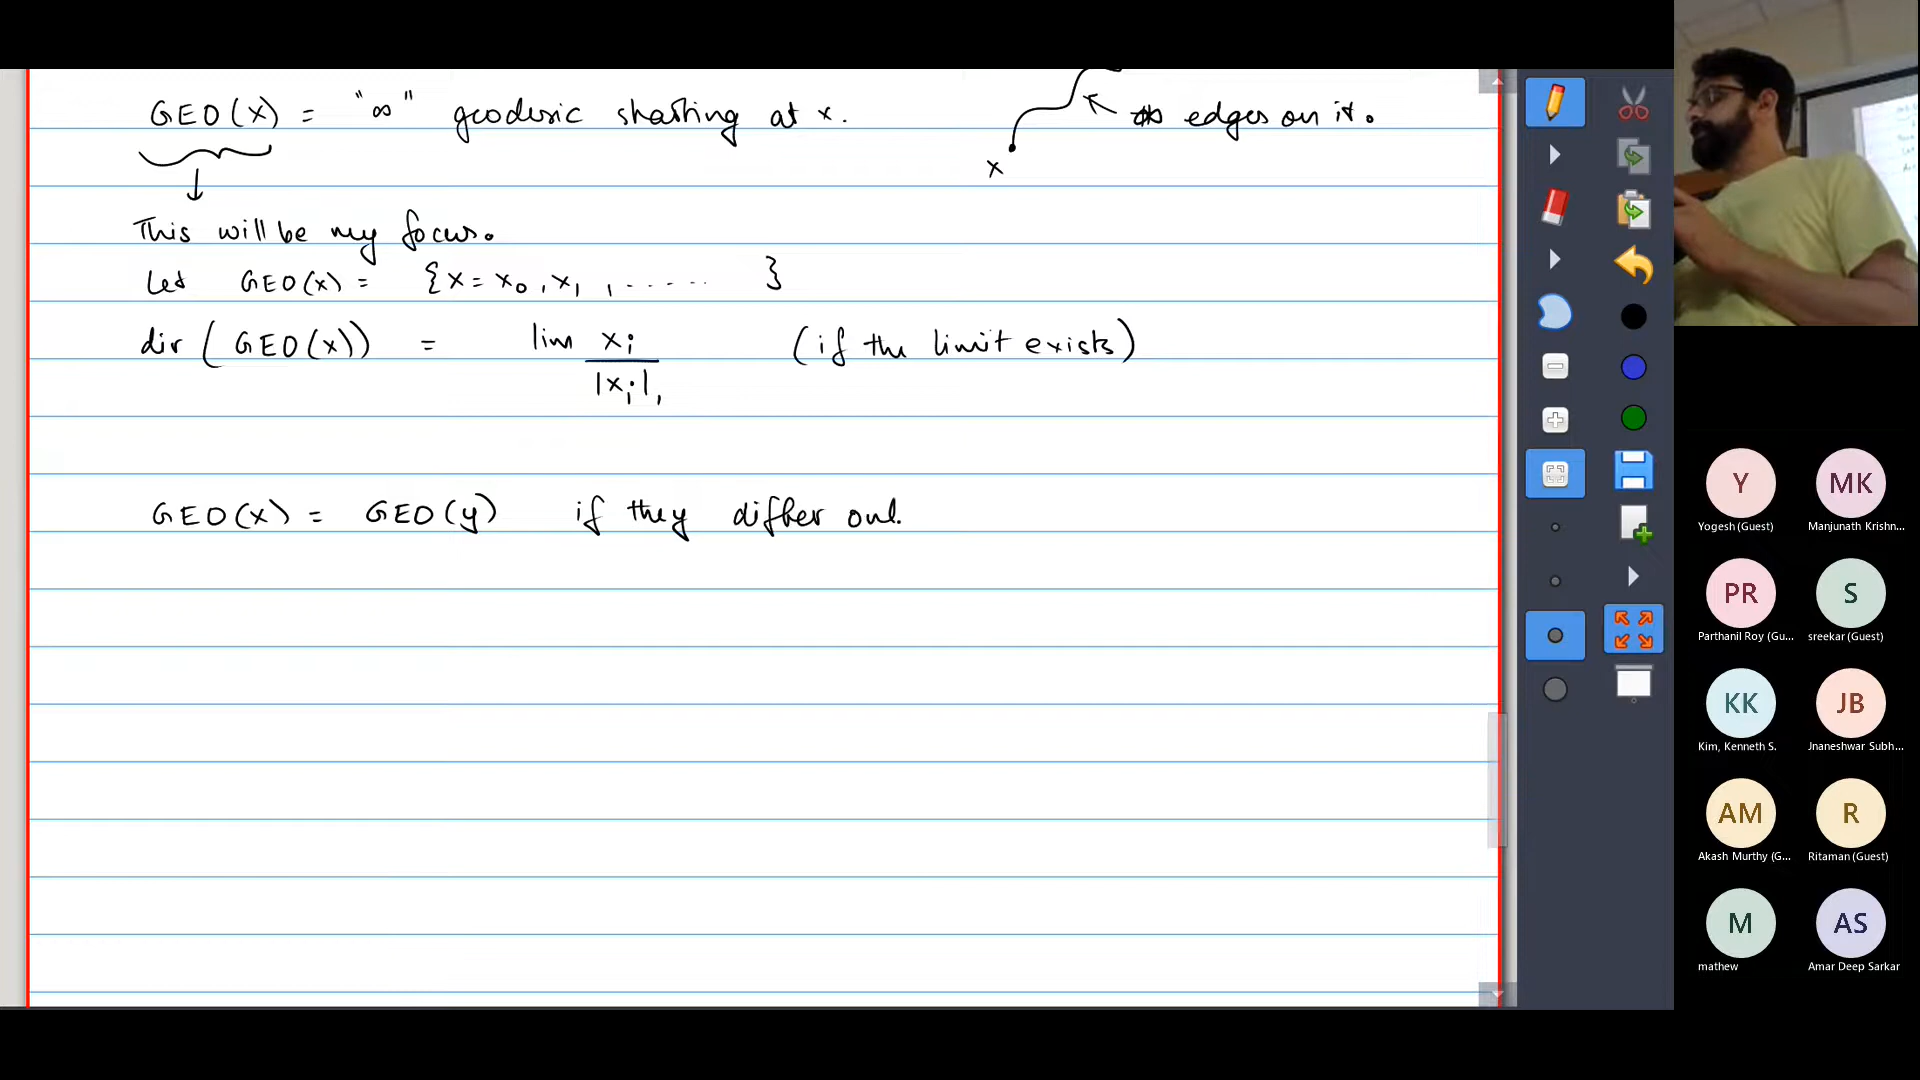 GEO(x) = "∞" geodesic starting at x.
∞ edges on it.
x
This will be my focus.
Let GEO(x) = {x = x₀, x₁, ...... }
dir (GEO(x)) = lim xᵢ / |xᵢ|₁ (if the limit exists)
GEO(x) = GEO(y) if they differ onl
Y
MK
Yogesh (Guest)
Manjunath Krishn...
PR
S
Parthanil Roy (Gu...
sreekar (Guest)
KK
JB
Kim, Kenneth S.
Jnaneshwar Subh...
AM
R
Akash Murthy (G...
Ritaman (Guest)
M
AS
mathew
Amar Deep Sarkar